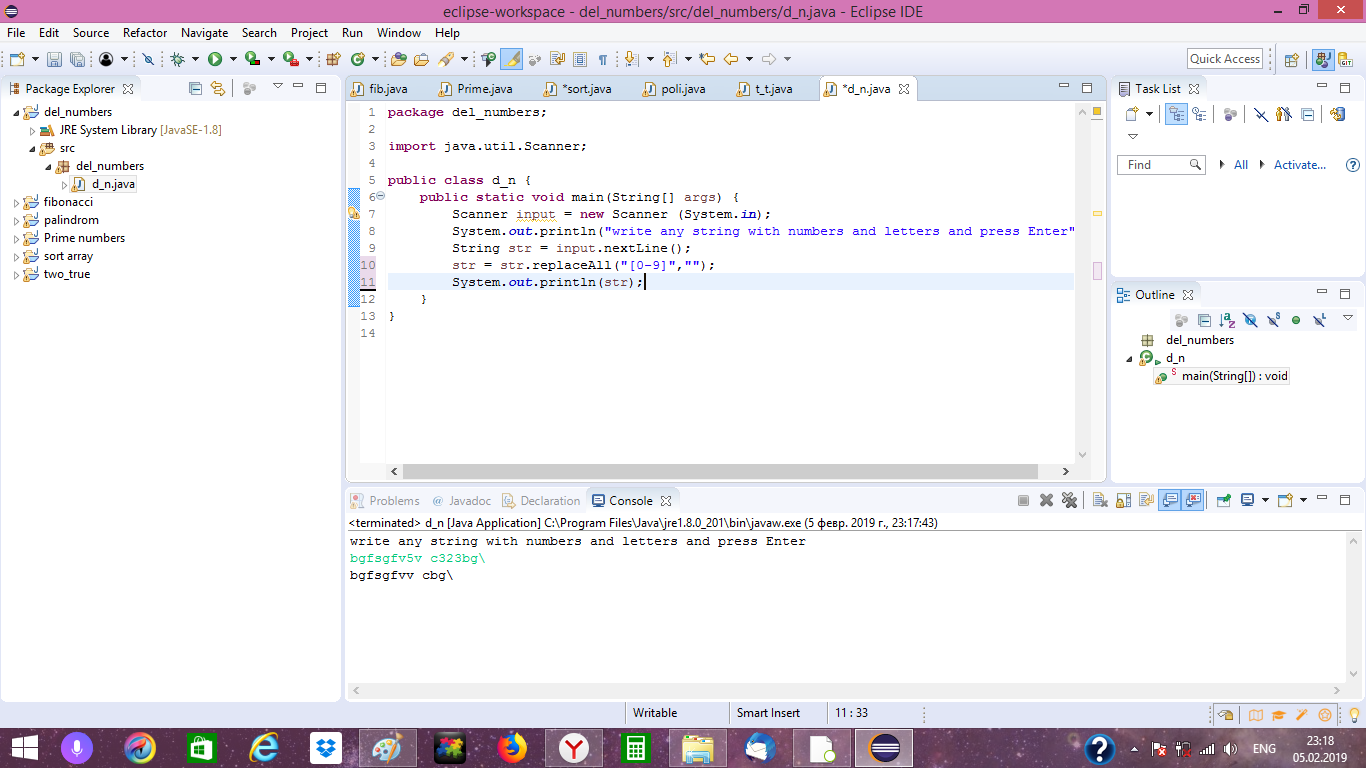 eclipse-workspace - del_numbers/src/del_numbers/d_n.java - Eclipse IDE
File Edit Source Refactor Navigate Search Project Run Window Help
Quick Access
Package Explorer
del_numbers
JRE System Library [JavaSE-1.8]
src
del_numbers
d_n.java
fibonacci
palindrom
Prime numbers
sort array
two_true
fib.java Prime.java *sort.java poli.java t_t.java *d_n.java
1 package del_numbers;
2
3 import java.util.Scanner;
4
5 public class d_n {
6 public static void main(String[] args) {
7 Scanner input = new Scanner (System.in);
8 System.out.println("write any string with numbers and letters and press Enter"
9 String str = input.nextLine();
10 str = str.replaceAll("[0-9]","");
11 System.out.println(str);
12 }
13 }
14
Task List
Find All Activate...
Outline
del_numbers
d_n
main(String[]) : void
Problems Javadoc Declaration Console
<terminated> d_n [Java Application] C:\Program Files\Java\jre1.8.0_201\bin\javaw.exe (5 февр. 2019 г., 23:17:43)
write any string with numbers and letters and press Enter
bgfsgfv5v c323bg\
bgfsgfvv cbg\
Writable Smart Insert 11 : 33
ENG
23:18
05.02.2019